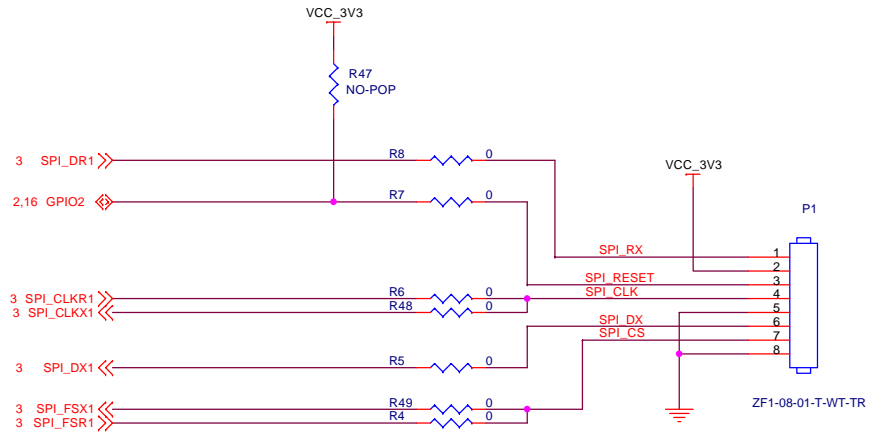 VCC_3V3
R47
NO-POP
3 SPI_DR1 R8 0
VCC_3V3
2,16 GPIO2 R7 0
P1
SPI_RX 1
2
SPI_RESET 3
3 SPI_CLKR1 R6 0 SPI_CLK 4
3 SPI_CLKX1 R48 0 5
SPI_DX 6
SPI_CS 7
8
3 SPI_DX1 R5 0
3 SPI_FSX1 R49 0 ZF1-08-01-T-WT-TR
3 SPI_FSR1 R4 0